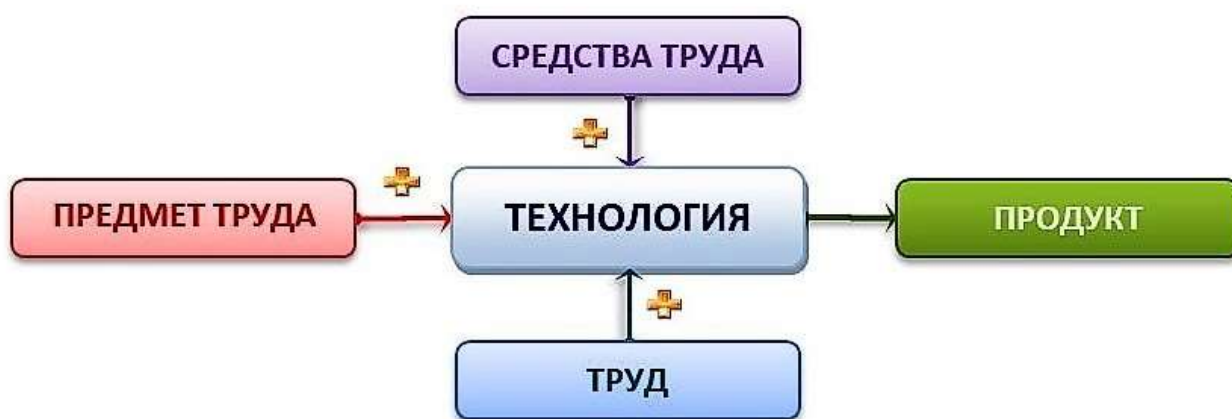 СРЕДСТВА ТРУДА
ПРЕДМЕТ ТРУДА
ТЕХНОЛОГИЯ
ПРОДУКТ
ТРУД